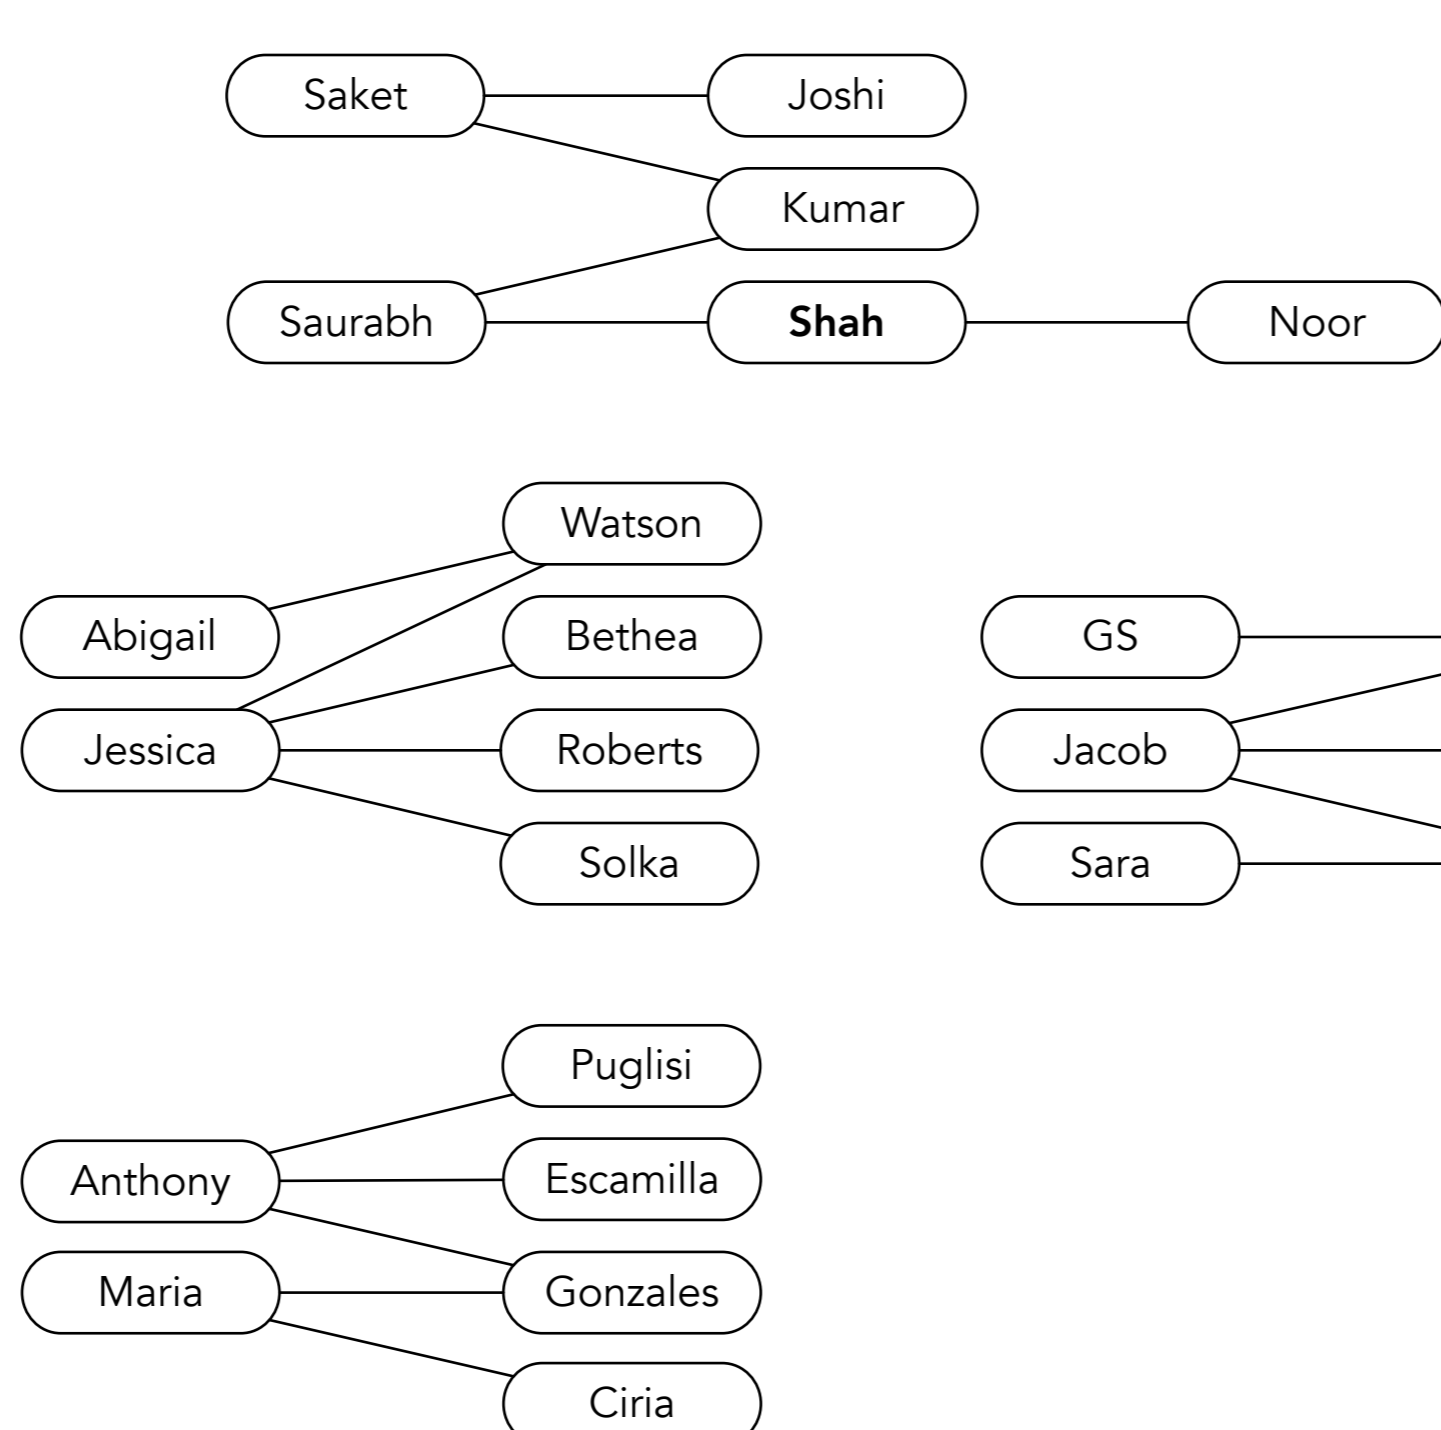 Saket
Joshi
Kumar
Saurabh
Shah
Noor
Watson
Abigail
Bethea
Jessica
Roberts
Solka
GS
Jacob
Sara
Puglisi
Anthony
Escamilla
Maria
Gonzales
Ciria